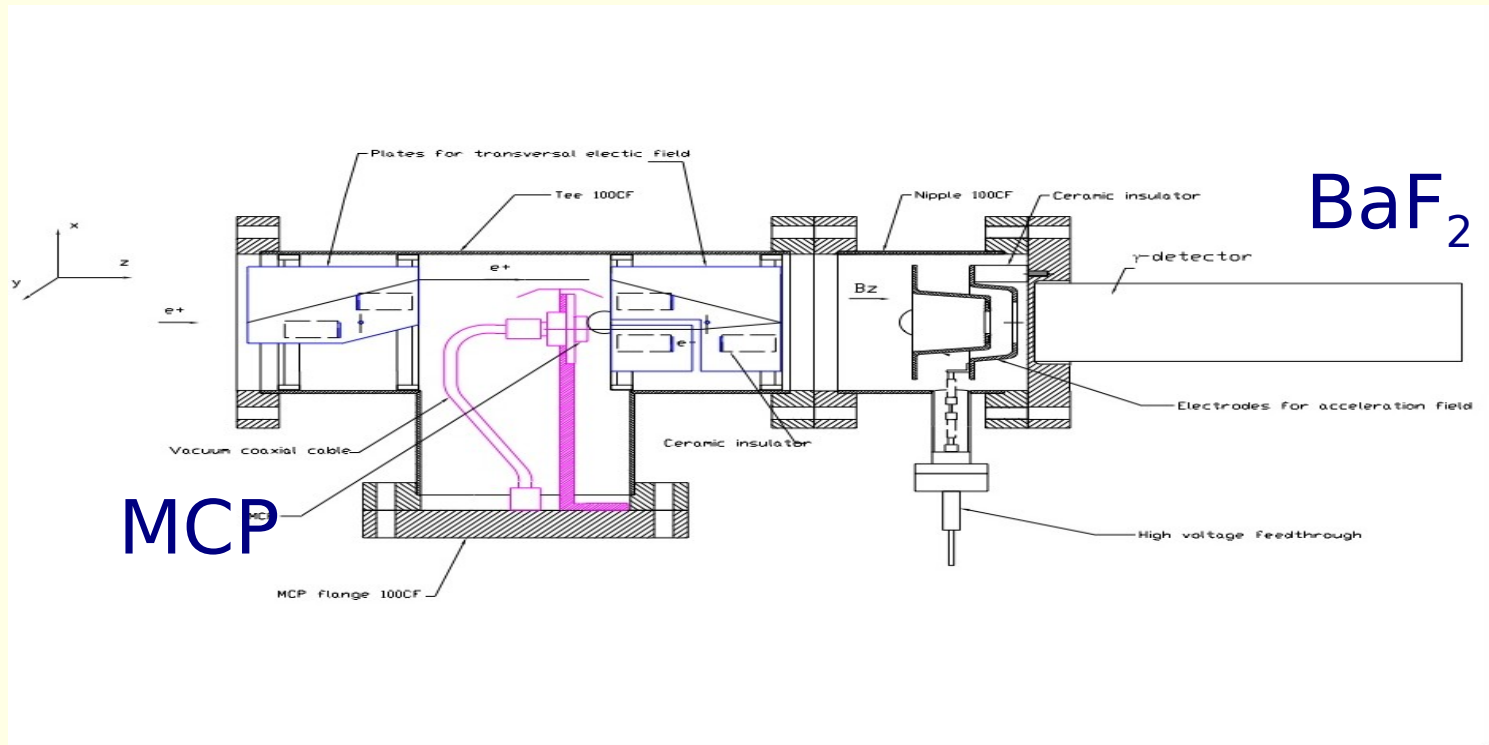 Plates for transversal electic field
Tee 100CF
Nipple 100CF
Ceramic insulator
BaF2
x
z
y
e+
e+
Bz
γ-detector
e-
Electrodes for acceleration field
Vacuum coaxial cable
Ceramic insulator
MCP
High voltage feedthrough
MCP flange 100CF